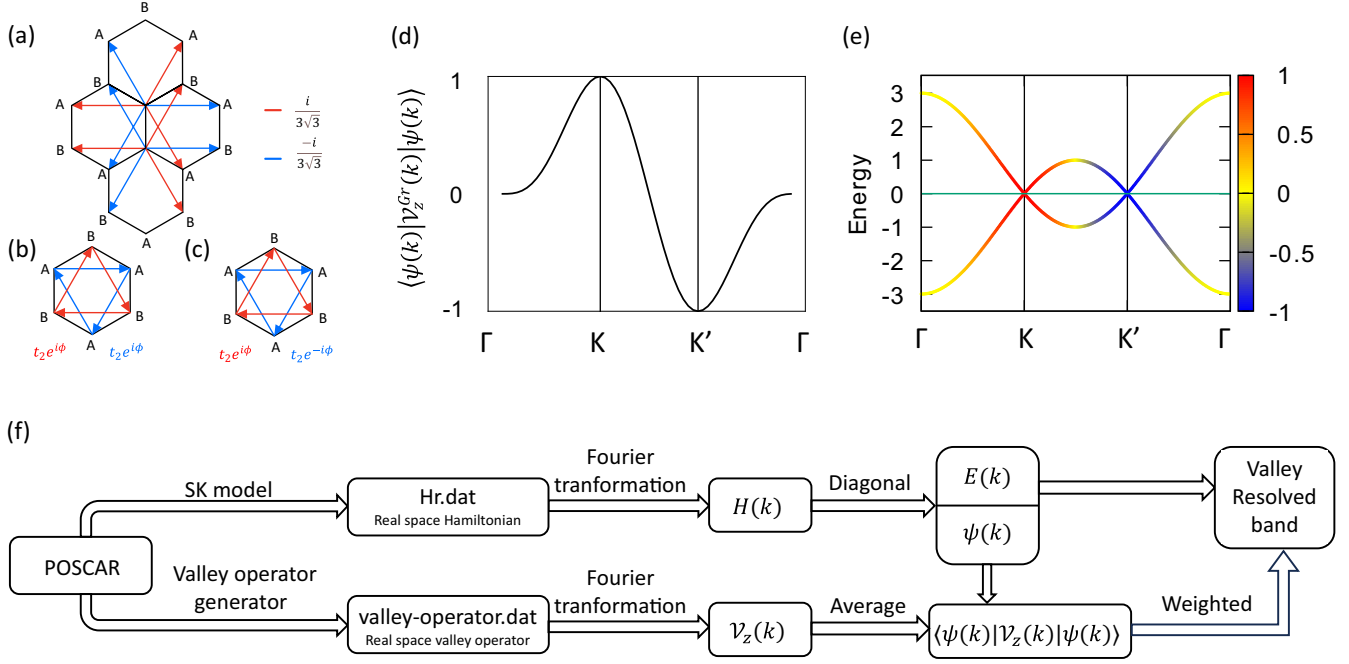 (a)
B
A
A
B
B
A
A
B
B
A
A
B
B
A
i
3√3
−i
3√3
(b)
B
A
A
B
B
A
t₂e^{iϕ}
t₂e^{iϕ}
(c)
B
A
A
B
B
A
t₂e^{iϕ}
t₂e^{−iϕ}
(d)
⟨ψ(k)|𝒱^z_{Gr}(k)|ψ(k)⟩
1
0
-1
Γ K K' Γ
(e)
Energy
3
2
1
0
-1
-2
-3
Γ K K' Γ
1
0.5
0
-0.5
-1
(f)
POSCAR
SK model
Hr.dat
Real space Hamiltonian
Fourier
tranformation
H(k)
Diagonal
E(k)
ψ(k)
Valley
Resolved
band
Valley operator
generator
valley-operator.dat
Real space valley operator
Fourier
tranformation
𝒱_z(k)
Average
⟨ψ(k)|𝒱_z(k)|ψ(k)⟩
Weighted